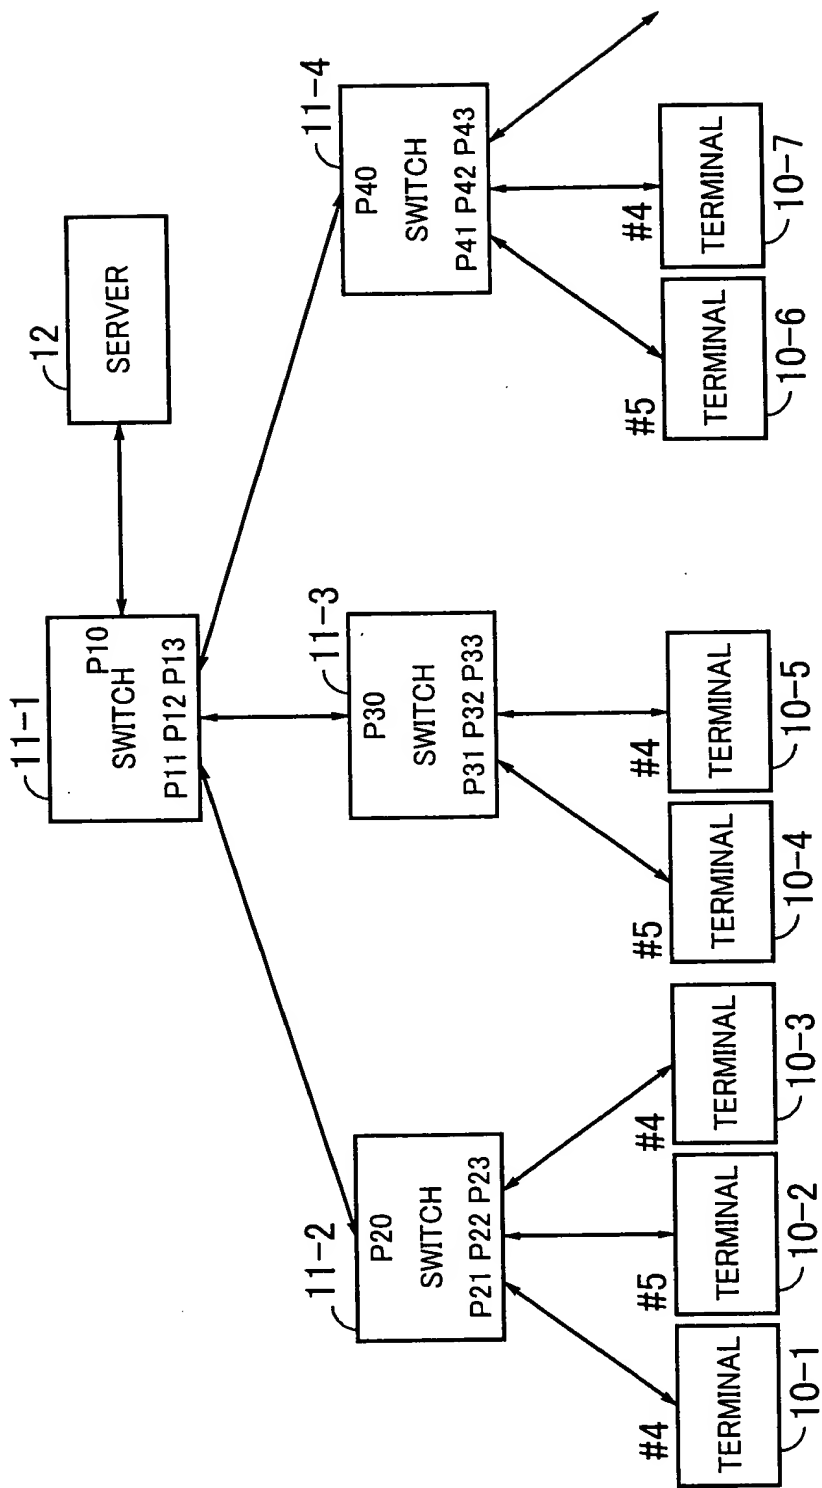 11-1
SWITCH
P10
P11 P12 P13
12
SERVER
11-2
P20
SWITCH
P21 P22 P23
11-3
P30
SWITCH
P31 P32 P33
11-4
P40
SWITCH
P41 P42 P43
#4
TERMINAL
10-1
#5
TERMINAL
10-2
#4
TERMINAL
10-3
#5
TERMINAL
10-4
#4
TERMINAL
10-5
#5
TERMINAL
10-6
#4
TERMINAL
10-7